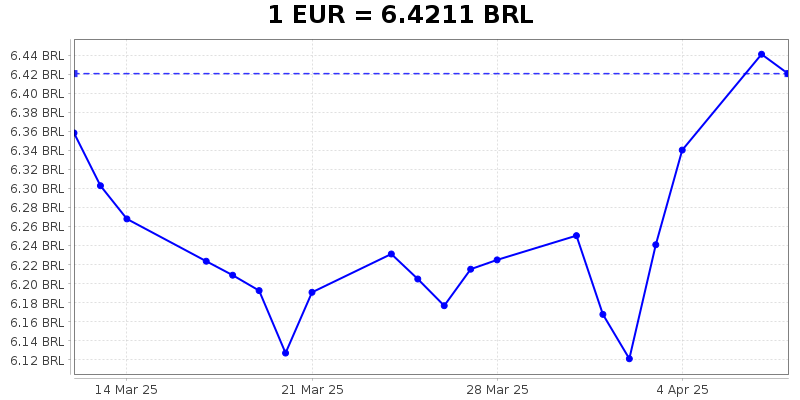 1 EUR = 6.4211 BRL
6.44 BRL
6.42 BRL
6.40 BRL
6.38 BRL
6.36 BRL
6.34 BRL
6.32 BRL
6.30 BRL
6.28 BRL
6.26 BRL
6.24 BRL
6.22 BRL
6.20 BRL
6.18 BRL
6.16 BRL
6.14 BRL
6.12 BRL
14 Mar 25
21 Mar 25
28 Mar 25
4 Apr 25